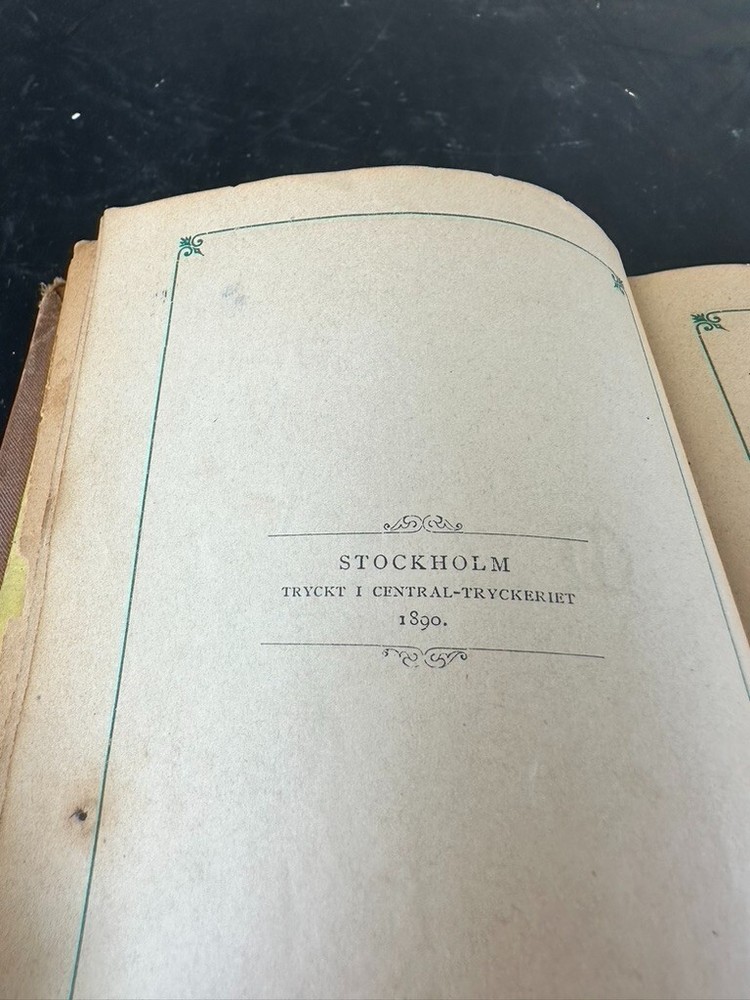 STOCKHOLM
TRYCKT I CENTRAL-TRYCKERIET
1890.